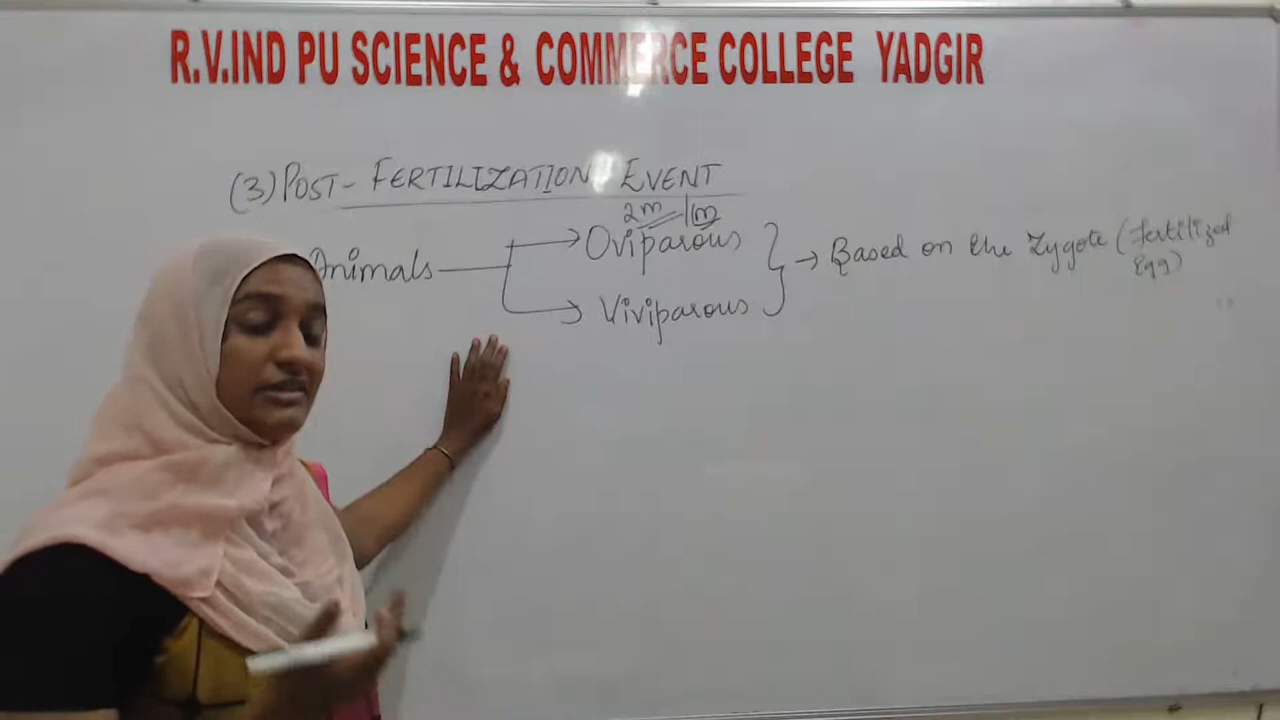 R.V.IND PU SCIENCE & COMMERCE COLLEGE YADGIR
(3) POST- FERTILIZATION EVENT
2m 1m
Animals Oviparous → Based on the Zygote (fertilized
Egg)
Viviparous